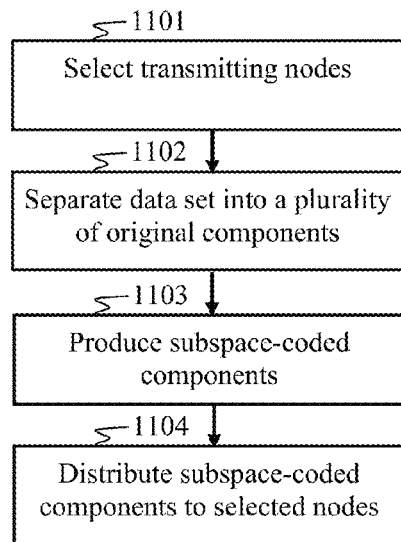 1101
Select transmitting nodes
1102
Separate data set into a plurality
of original components
1103
Produce subspace-coded
components
1104
Distribute subspace-coded
components to selected nodes